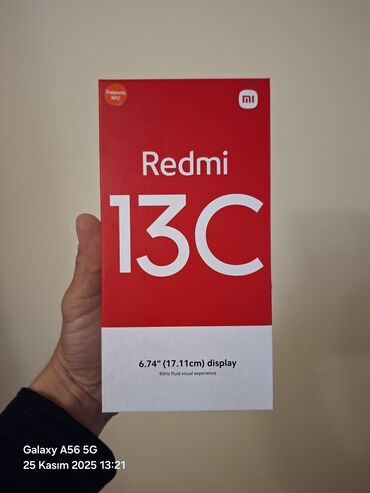 Supports
NFC
mi
Redmi
13C
6.74" (17.11cm) display
90Hz fluid visual experience
Galaxy A56 5G
25 Kasım 2025 13:21